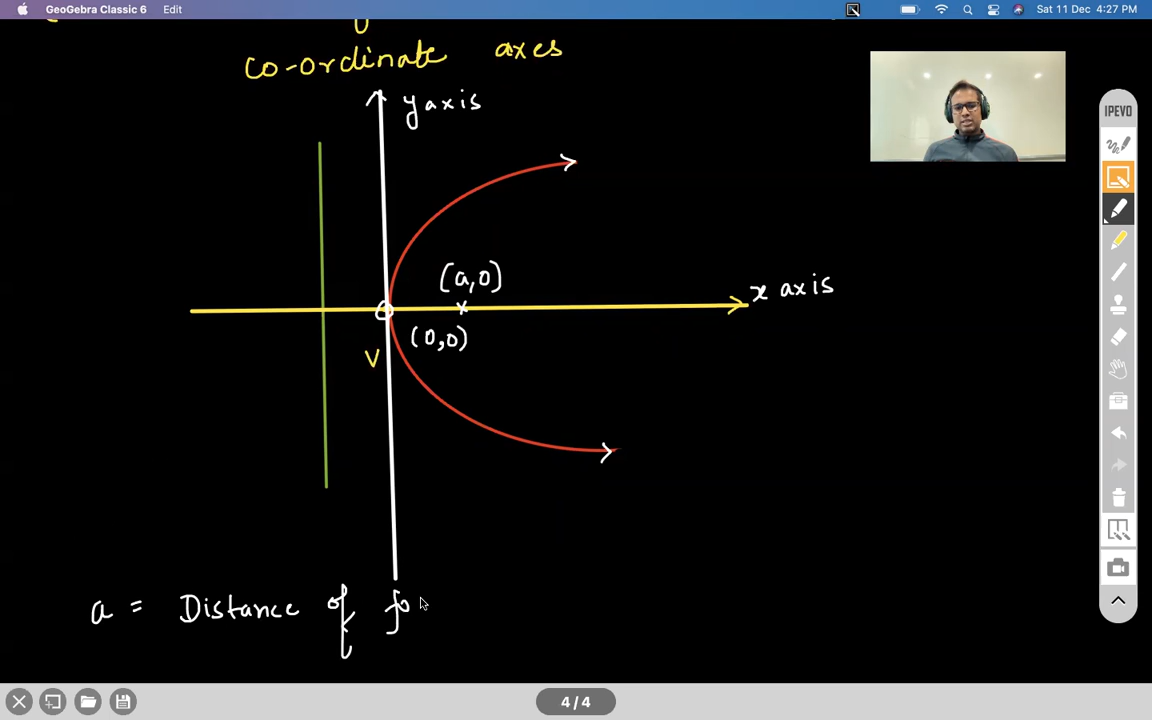 GeoGebra Classic 6 Edit
Sat 11 Dec 4:27 PM
co-ordinate axes
y axis
IPEVO
(a,0)
x axis
(0,0)
V
a = Distance of fo
4 / 4